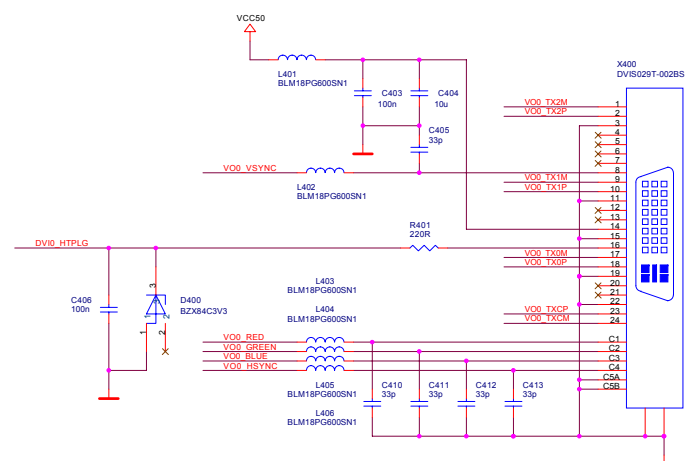 VCC50
X400
DVIS029T-002BS
L401
BLM18PG600SN1
C403
100n
C404
10u
C405
33p
VO0_TX2M 1
VO0_TX2P 2
3
4
5
6
7
VO0_VSYNC 8
L402
BLM18PG600SN1
VO0_TX1M 9
VO0_TX1P 10
11
12
13
14
15
R401
220R
DVI0_HTPLG 16
VO0_TX0M 17
VO0_TX0P 18
19
20
21
22
L403
BLM18PG600SN1
C406
100n
D400
BZX84C3V3
3
1
2
L404
BLM18PG600SN1
VO0_TXCP 23
VO0_TXCM 24
VO0_RED C1
VO0_GREEN C2
VO0_BLUE C3
VO0_HSYNC C4
C5A
C5B
L405
BLM18PG600SN1
C410
33p
C411
33p
C412
33p
C413
33p
L406
BLM18PG600SN1